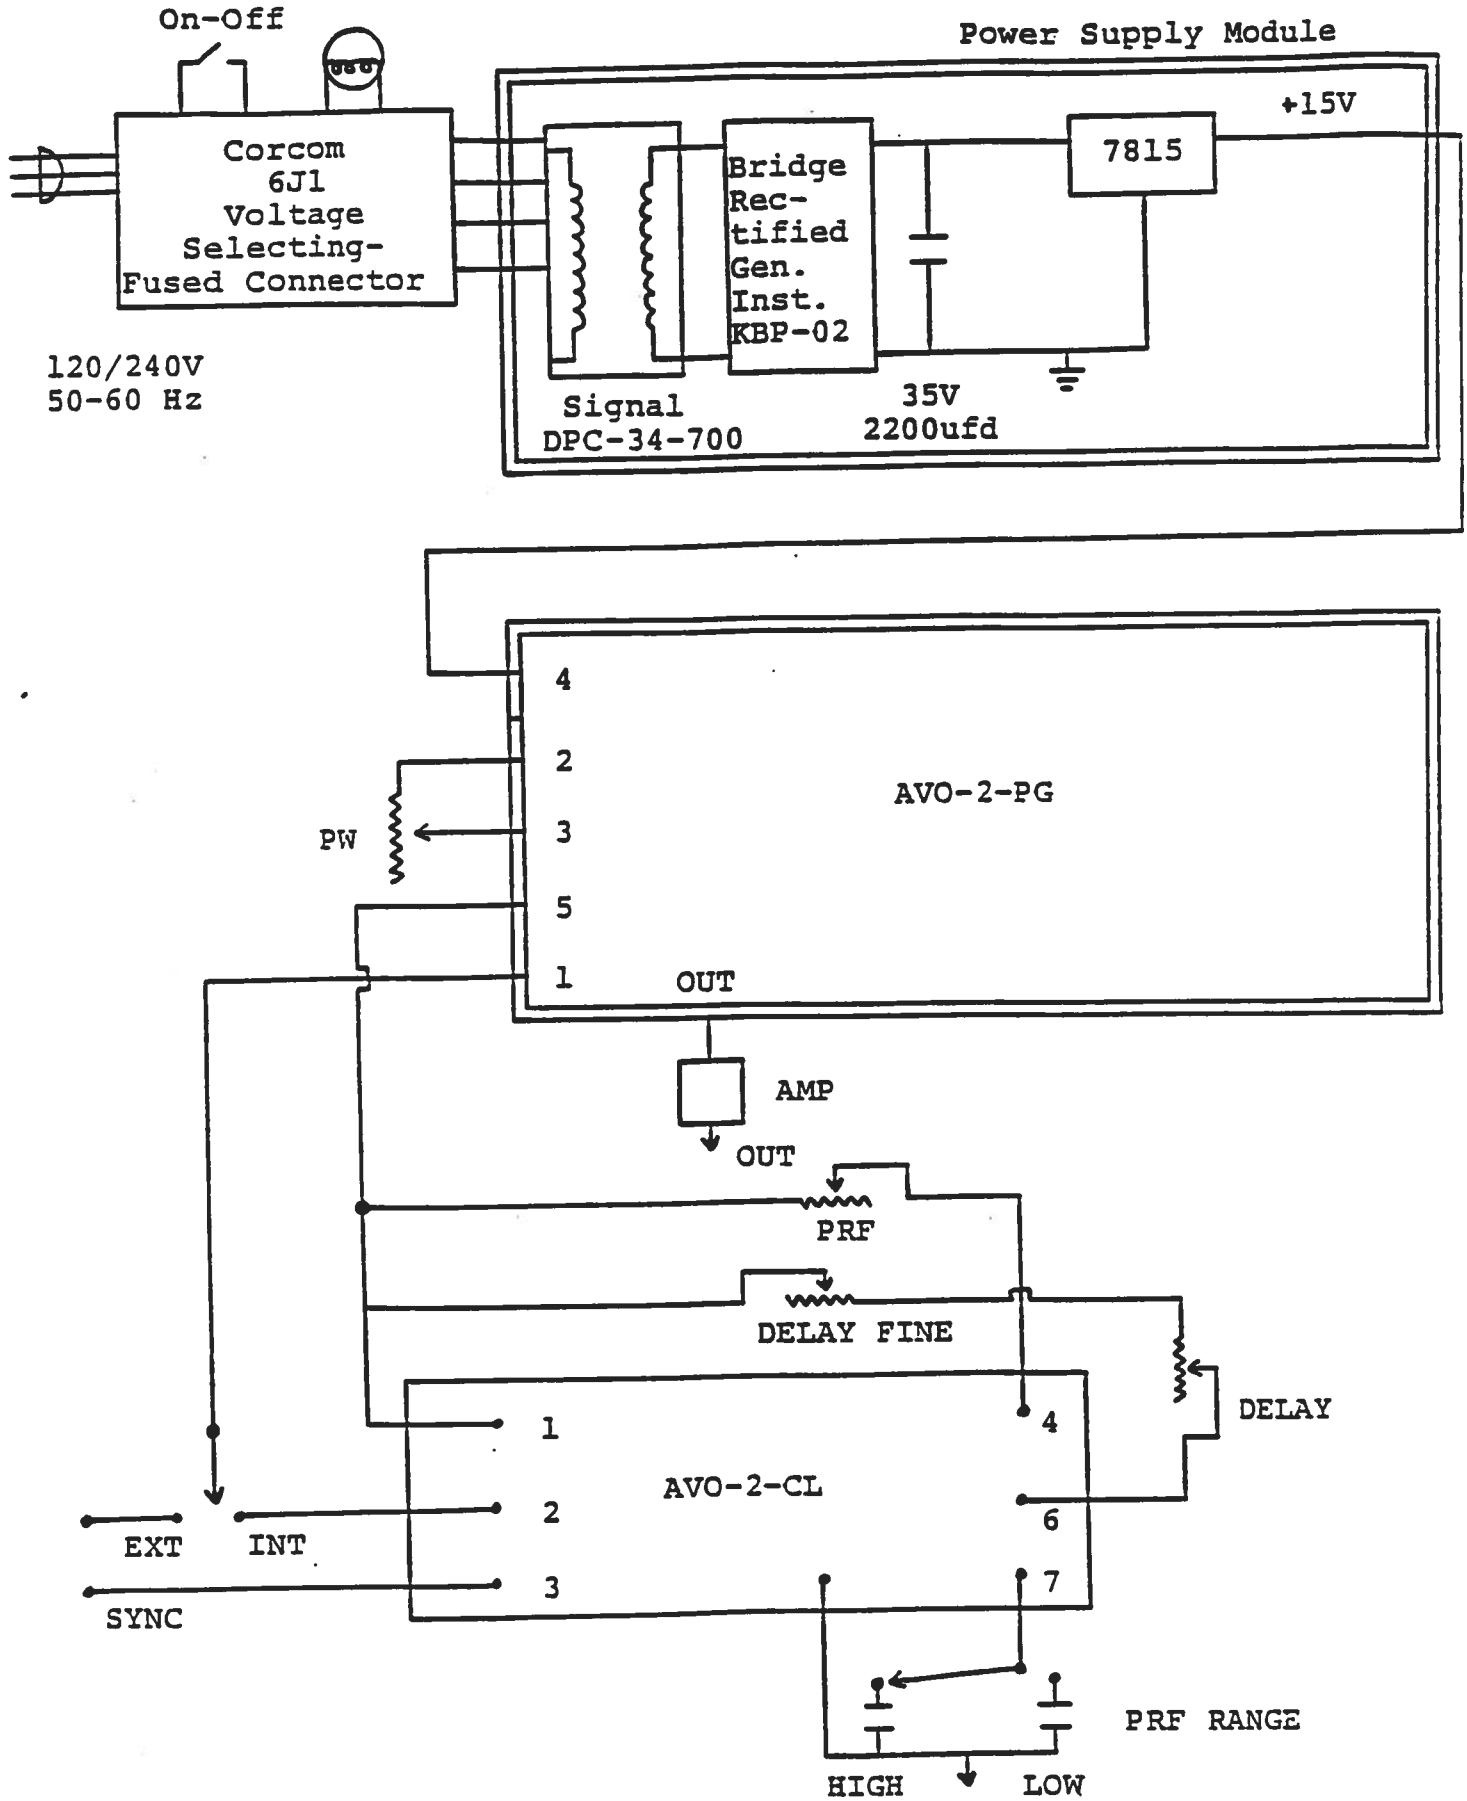 On-Off
Power Supply Module
+15V
Corcom
6J1
Voltage
Selecting-
Fused Connector
Bridge
Rec-
tified
Gen.
Inst.
KBP-02
7815
120/240V
50-60 Hz
Signal
DPC-34-700
35V
2200ufd
4
2
AVO-2-PG
PW
3
5
1
OUT
AMP
OUT
PRF
DELAY FINE
DELAY
1
4
AVO-2-CL
2
6
EXT
INT
3
7
SYNC
PRF RANGE
HIGH
LOW